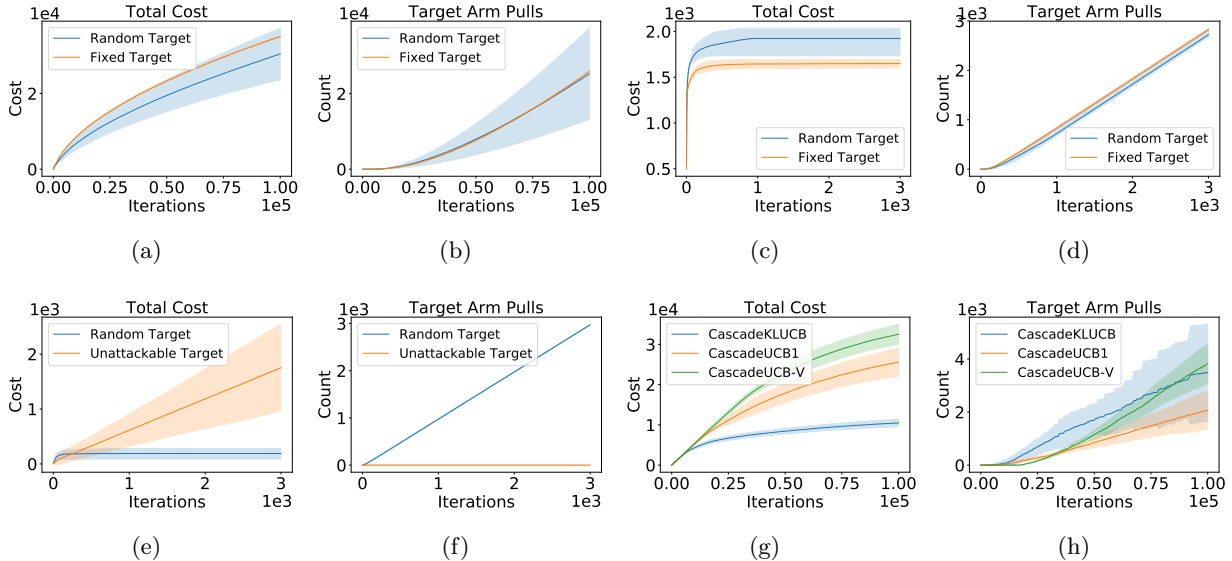 Total Cost
1e4
Random Target
Fixed Target
Cost
2
0
0.00 0.25 0.50 0.75 1.00
Iterations
1e5
(a)
Target Arm Pulls
1e4
Random Target
Fixed Target
Count
2
0
0.00 0.25 0.50 0.75 1.00
Iterations
1e5
(b)
Total Cost
1e3
2.0
1.5
1.0
0.5
Cost
Random Target
Fixed Target
0 1 2 3
Iterations
1e3
(c)
Target Arm Pulls
1e3
3
2
1
0
Count
Random Target
Fixed Target
0 1 2 3
Iterations
1e3
(d)
Total Cost
1e3
Random Target
Unattackable Target
Cost
2
1
0
0 1 2 3
Iterations
1e3
(e)
Target Arm Pulls
1e3
Random Target
Unattackable Target
Count
3
2
1
0
0 1 2 3
Iterations
1e3
(f)
Total Cost
1e4
CascadeKLUCB
CascadeUCB1
CascadeUCB-V
Cost
3
2
1
0
0.00 0.25 0.50 0.75 1.00
Iterations
1e5
(g)
Target Arm Pulls
1e3
CascadeKLUCB
CascadeUCB1
CascadeUCB-V
Count
4
2
0
0.00 0.25 0.50 0.75 1.00
Iterations
1e5
(h)